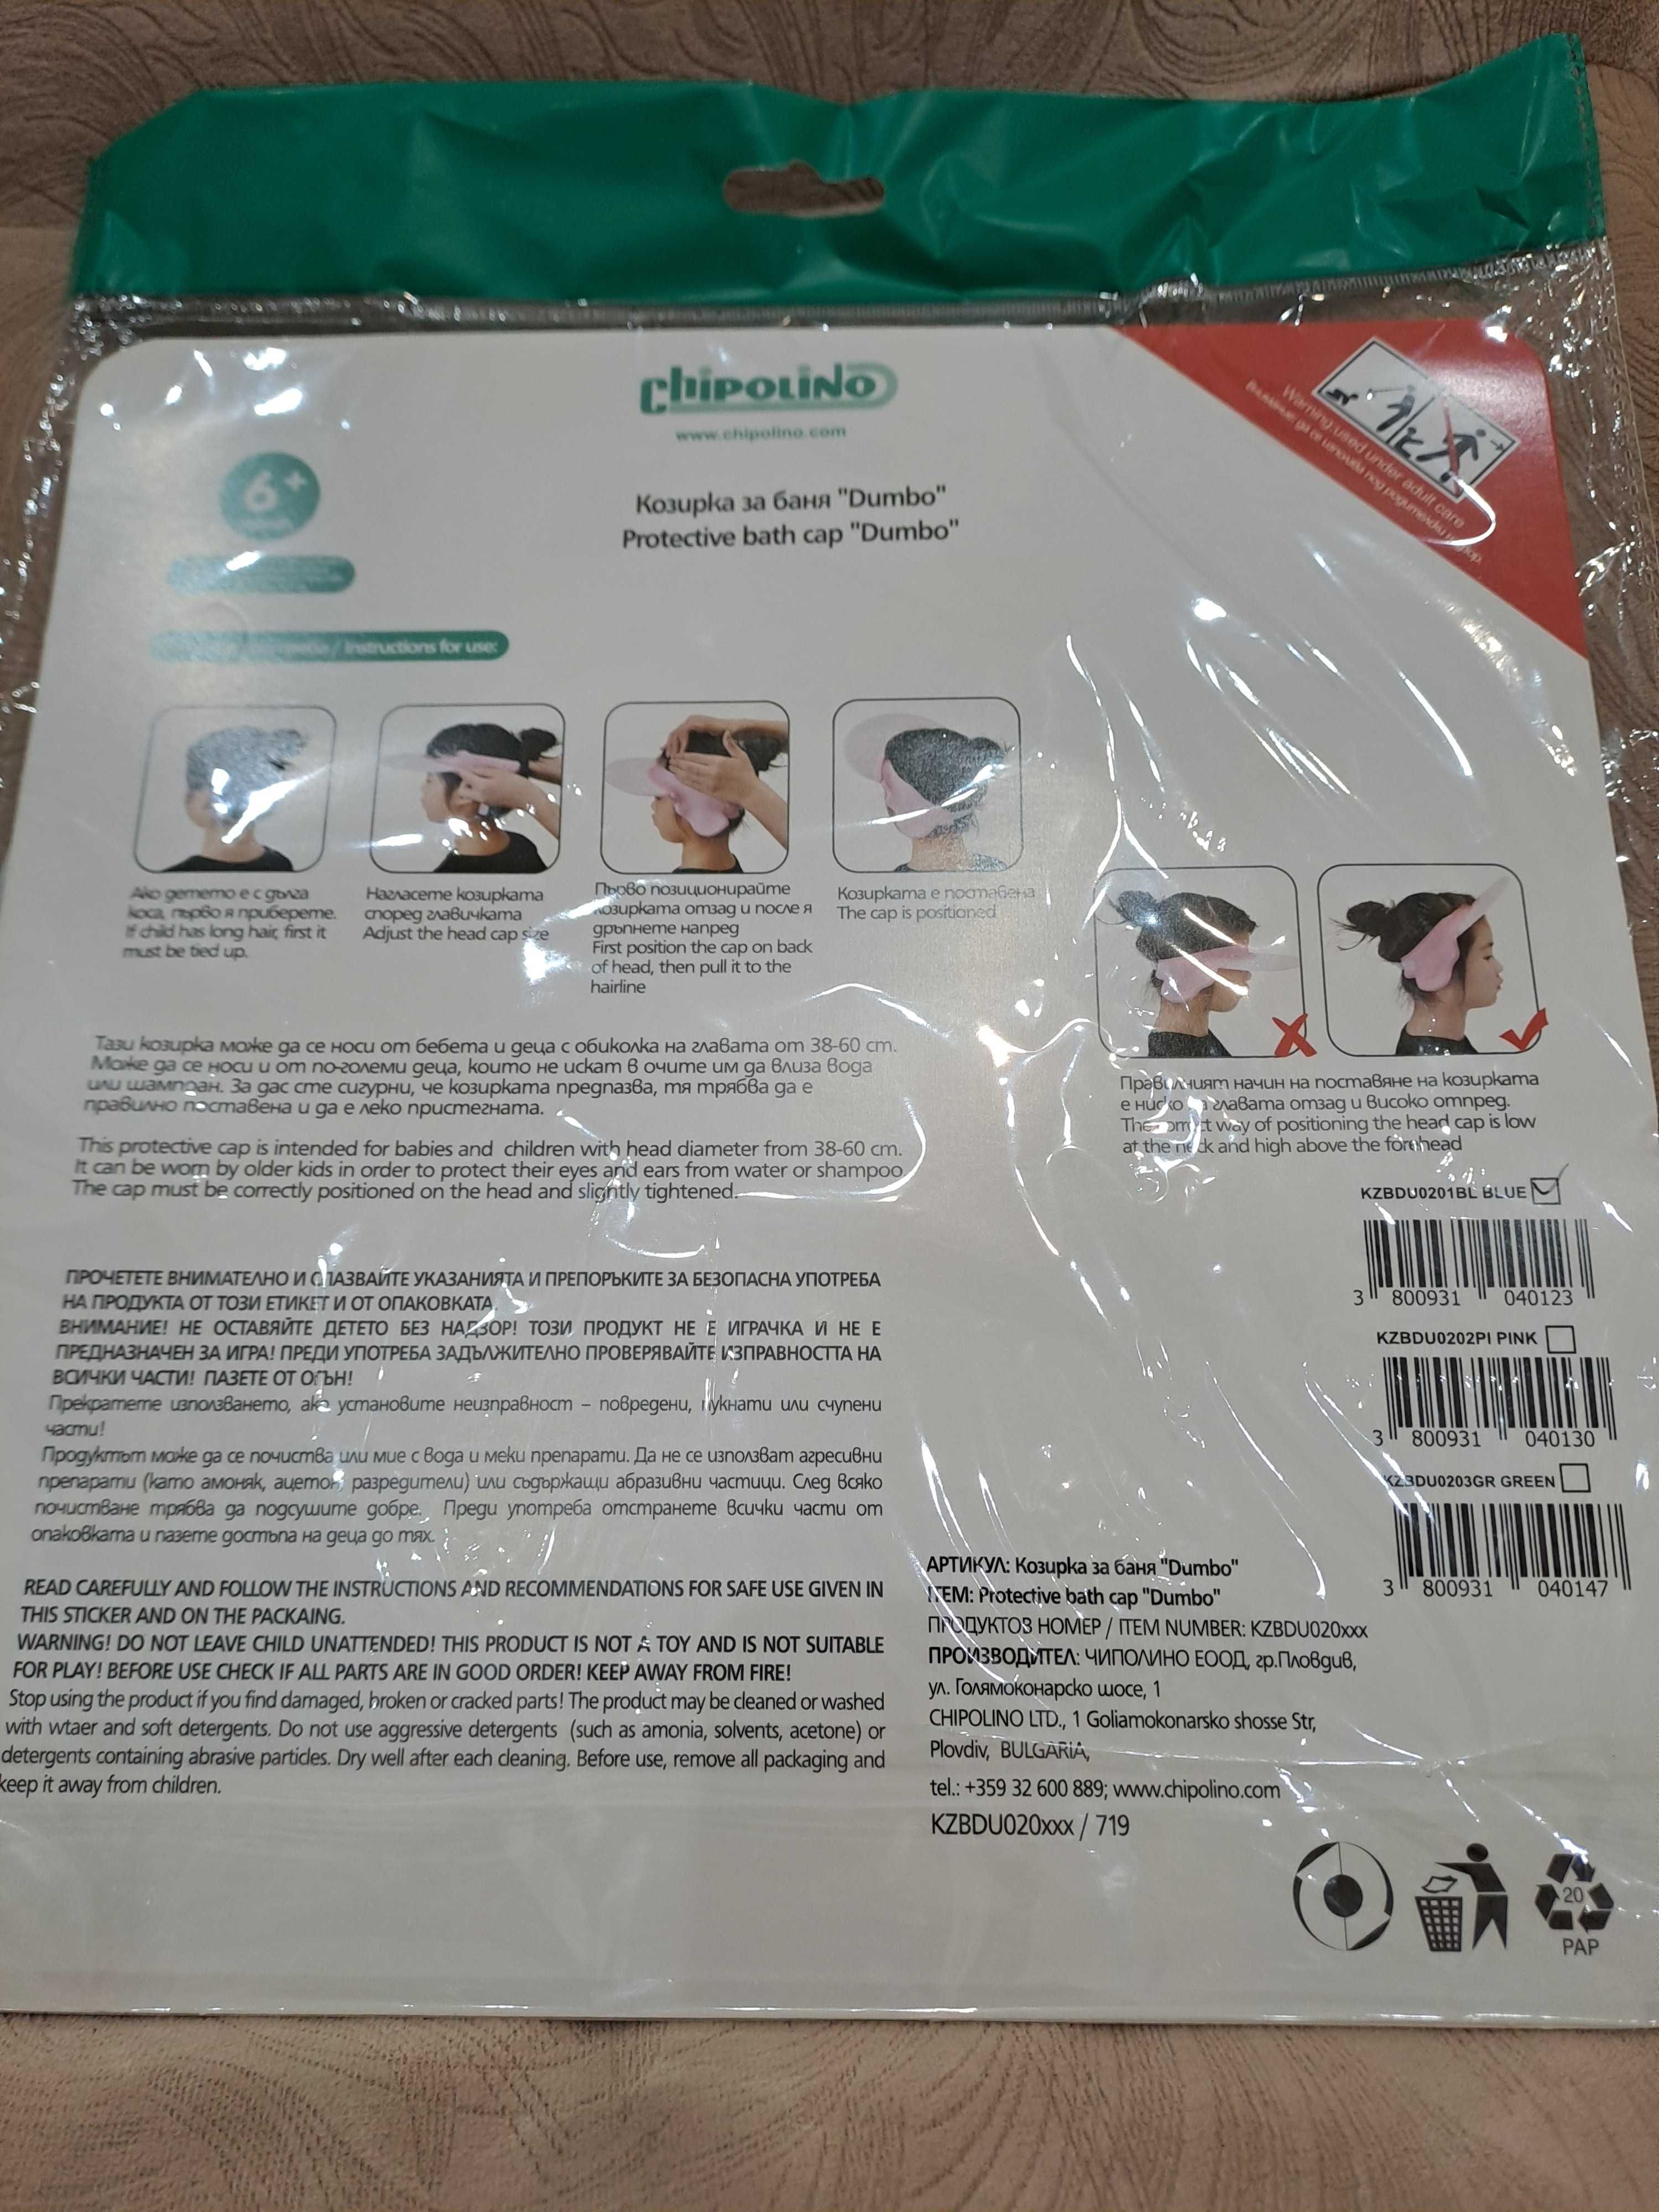 chipolino
www.chipolino.com
6+
Козирка за баня "Dumbo"
Protective bath cap "Dumbo"
Warning: used under adult care
Внимание: да се използва под родителски надзор.
/ Instructions for use:
Ако детето е с дълга
коса, първо я приберете.
If child has long hair, first it
must be tied up.
Нагласете козирката
според главичката
Adjust the head cap size
Първо позиционирайте
козирката отзад и после я
дръпнете напред
First position the cap on back
of head, then pull it to the
hairline
Козирката е поставена
The cap is positioned
Правилният начин на поставяне на козирката
е ниско на главата отзад и високо отпред.
The correct way of positioning the head cap is low
at the neck and high above the forehead
Тази козирка може да се носи от бебета и деца с обиколка на главата от 38-60 cm.
Може да се носи и от по-големи деца, които не искат в очите им да влиза вода
или шампоан. За да сте сигурни, че козирката предпазва, тя трябва да е
правилно поставена и да е леко пристегната.
This protective cap is intended for babies and children with head diameter from 38-60 cm.
It can be worn by older kids in order to protect their eyes and ears from water or shampoo
The cap must be correctly positioned on the head and slightly tightened.
KZBDU0201BL BLUE
3 800931 040123
KZBDU0202PI PINK
3 800931 040130
KZBDU0203GR GREEN
3 800931 040147
ПРОЧЕТЕТЕ ВНИМАТЕЛНО И СПАЗВАЙТЕ УКАЗАНИЯТА И ПРЕПОРЪКИТЕ ЗА БЕЗОПАСНА УПОТРЕБА
НА ПРОДУКТА ОТ ТОЗИ ЕТИКЕТ И ОТ ОПАКОВКАТА.
ВНИМАНИЕ! НЕ ОСТАВЯЙТЕ ДЕТЕТО БЕЗ НАДЗОР! ТОЗИ ПРОДУКТ НЕ Е ИГРАЧКА И НЕ Е
ПРЕДНАЗНАЧЕН ЗА ИГРА! ПРЕДИ УПОТРЕБА ЗАДЪЛЖИТЕЛНО ПРОВЕРЯВАЙТЕ ИЗПРАВНОСТТА НА
ВСИЧКИ ЧАСТИ! ПАЗЕТЕ ОТ ОГЪН!
Прекратете използването, ако установите неизправност – повредени, пукнати или счупени
части!
Продуктът може да се почиства или мие с вода и меки препарати. Да не се използват агресивни
препарати (като амоняк, ацетон, разредители) или съдържащи абразивни частици. След всяко
почистване трябва да подсушите добре. Преди употреба отстранете всички части от
опаковката и пазете достъпа на деца до тях.
READ CAREFULLY AND FOLLOW THE INSTRUCTIONS AND RECOMMENDATIONS FOR SAFE USE GIVEN IN
THIS STICKER AND ON THE PACKAING.
WARNING! DO NOT LEAVE CHILD UNATTENDED! THIS PRODUCT IS NOT A TOY AND IS NOT SUITABLE
FOR PLAY! BEFORE USE CHECK IF ALL PARTS ARE IN GOOD ORDER! KEEP AWAY FROM FIRE!
Stop using the product if you find damaged, broken or cracked parts! The product may be cleaned or washed
with wtaer and soft detergents. Do not use aggressive detergents (such as amonia, solvents, acetone) or
detergents containing abrasive particles. Dry well after each cleaning. Before use, remove all packaging and
keep it away from children.
АРТИКУЛ: Козирка за баня "Dumbo"
ITEM: Protective bath cap "Dumbo"
ПРОДУКТОВ НОМЕР / ITEM NUMBER: KZBDU020xxx
ПРОИЗВОДИТЕЛ: ЧИПОЛИНО ЕООД, гр.Пловдив,
ул. Голямоконарско шосе, 1
CHIPOLINO LTD., 1 Goliamokonarsko shosse Str,
Plovdiv, BULGARIA,
tel.: +359 32 600 889; www.chipolino.com
KZBDU020xxx / 719
20
PAP